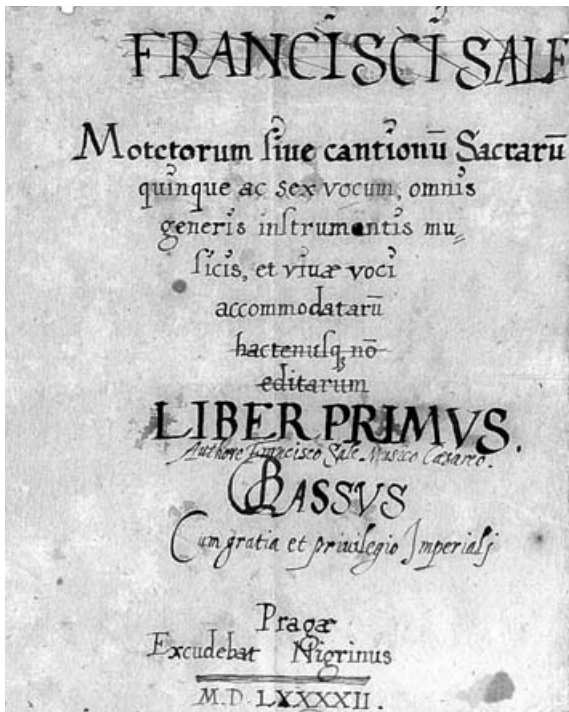 FRANCISCI SALE
Motetorum ſiue cantionū Sacrarū
quinque ac sex vocum, omnis
generis inſtrumentis mu⸗
ſicis, et viuæ voci
accommodatarū
hactenuſqꝫ nō
editarum
LIBER PRIMVS.
Authore Francisco Sale Musico Cæsareo.
BASSVS
Cum gratia et priuilegio Imperiali
Pragæ
Excudebat Nigrinus
M.D.LXXXXII.